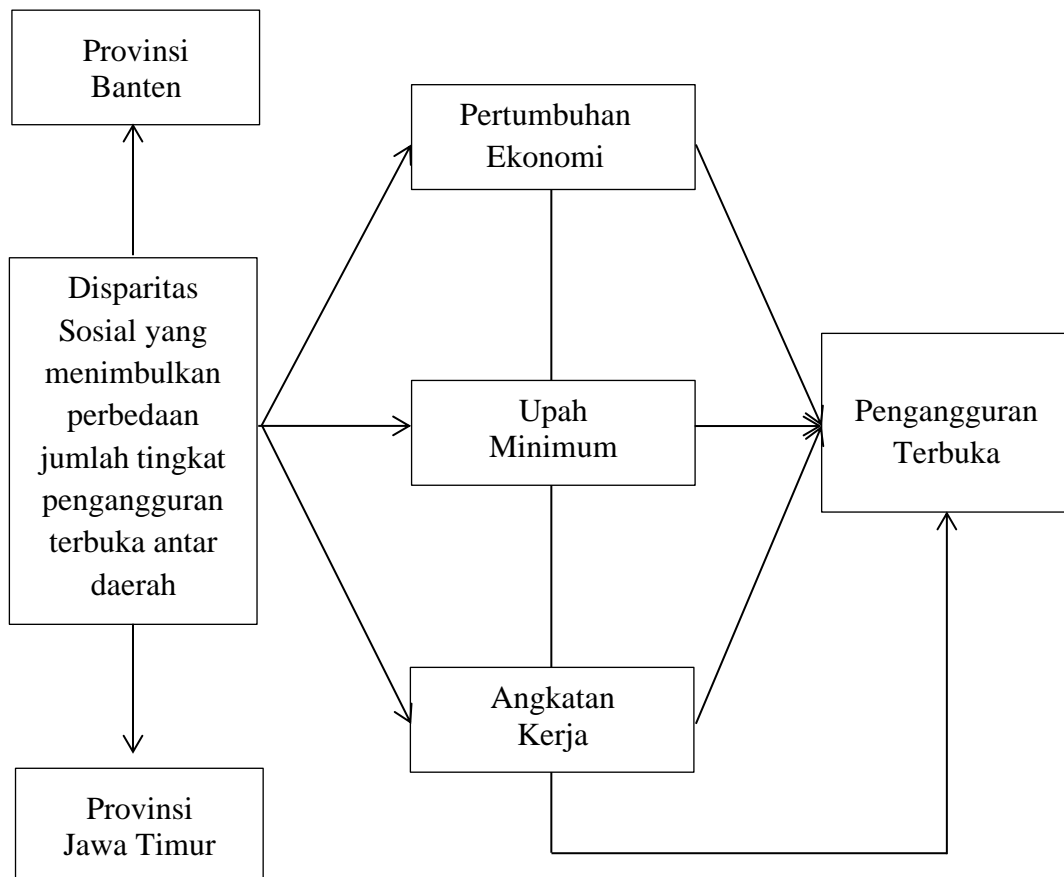 Provinsi
Banten
Disparitas
Sosial yang
menimbulkan
perbedaan
jumlah tingkat
pengangguran
terbuka antar
daerah
Provinsi
Jawa Timur
Pertumbuhan
Ekonomi
Upah
Minimum
Angkatan
Kerja
Pengangguran
Terbuka